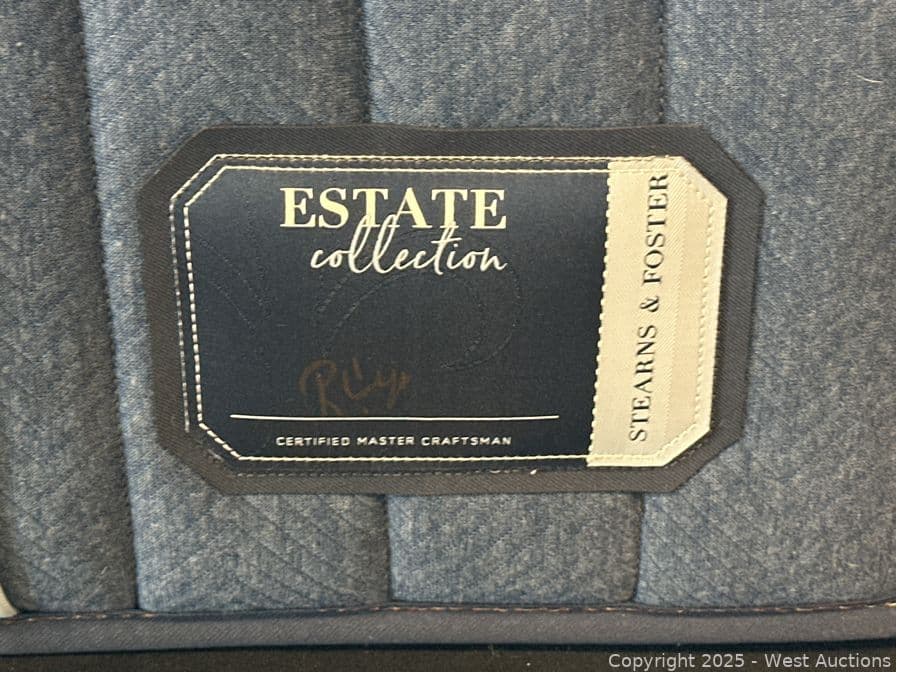 ESTATE
collection
CERTIFIED MASTER CRAFTSMAN
STEARNS & FOSTER
Copyright 2025 - West Auctions